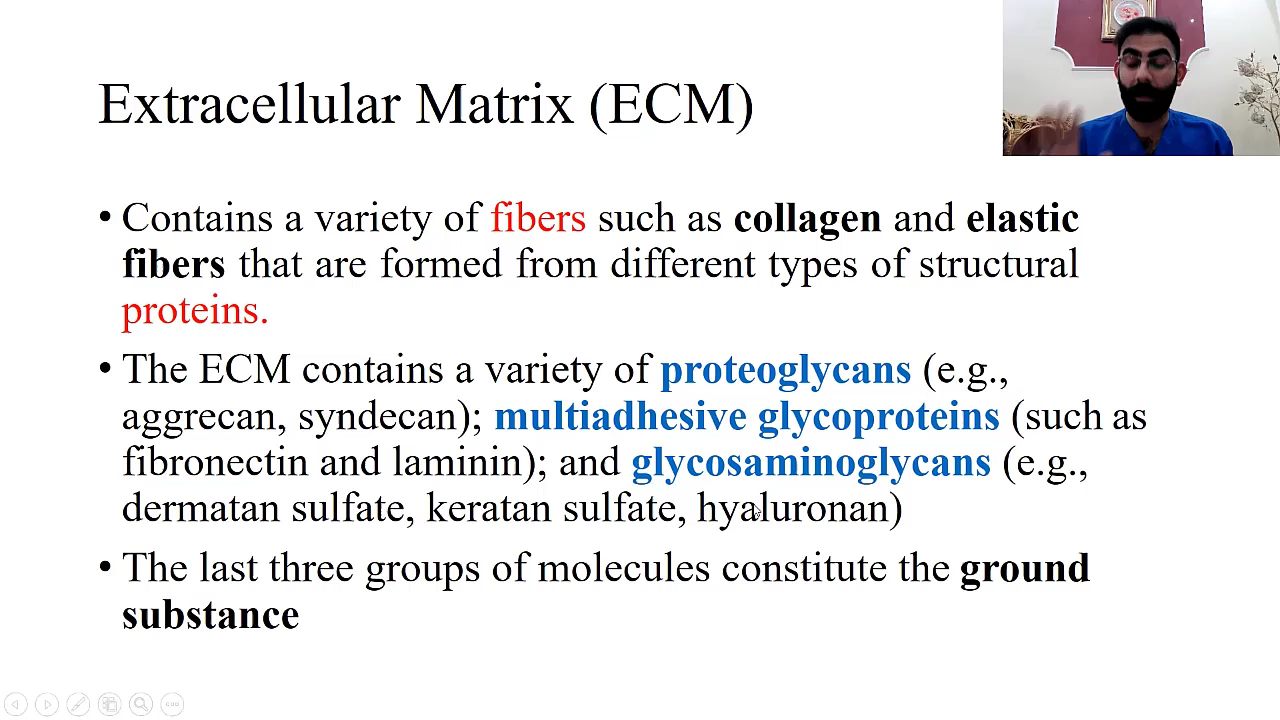 Extracellular Matrix (ECM)
• Contains a variety of fibers such as collagen and elastic
fibers that are formed from different types of structural
proteins.
• The ECM contains a variety of proteoglycans (e.g.,
aggrecan, syndecan); multiadhesive glycoproteins (such as
fibronectin and laminin); and glycosaminoglycans (e.g.,
dermatan sulfate, keratan sulfate, hyaluronan)
• The last three groups of molecules constitute the ground
substance